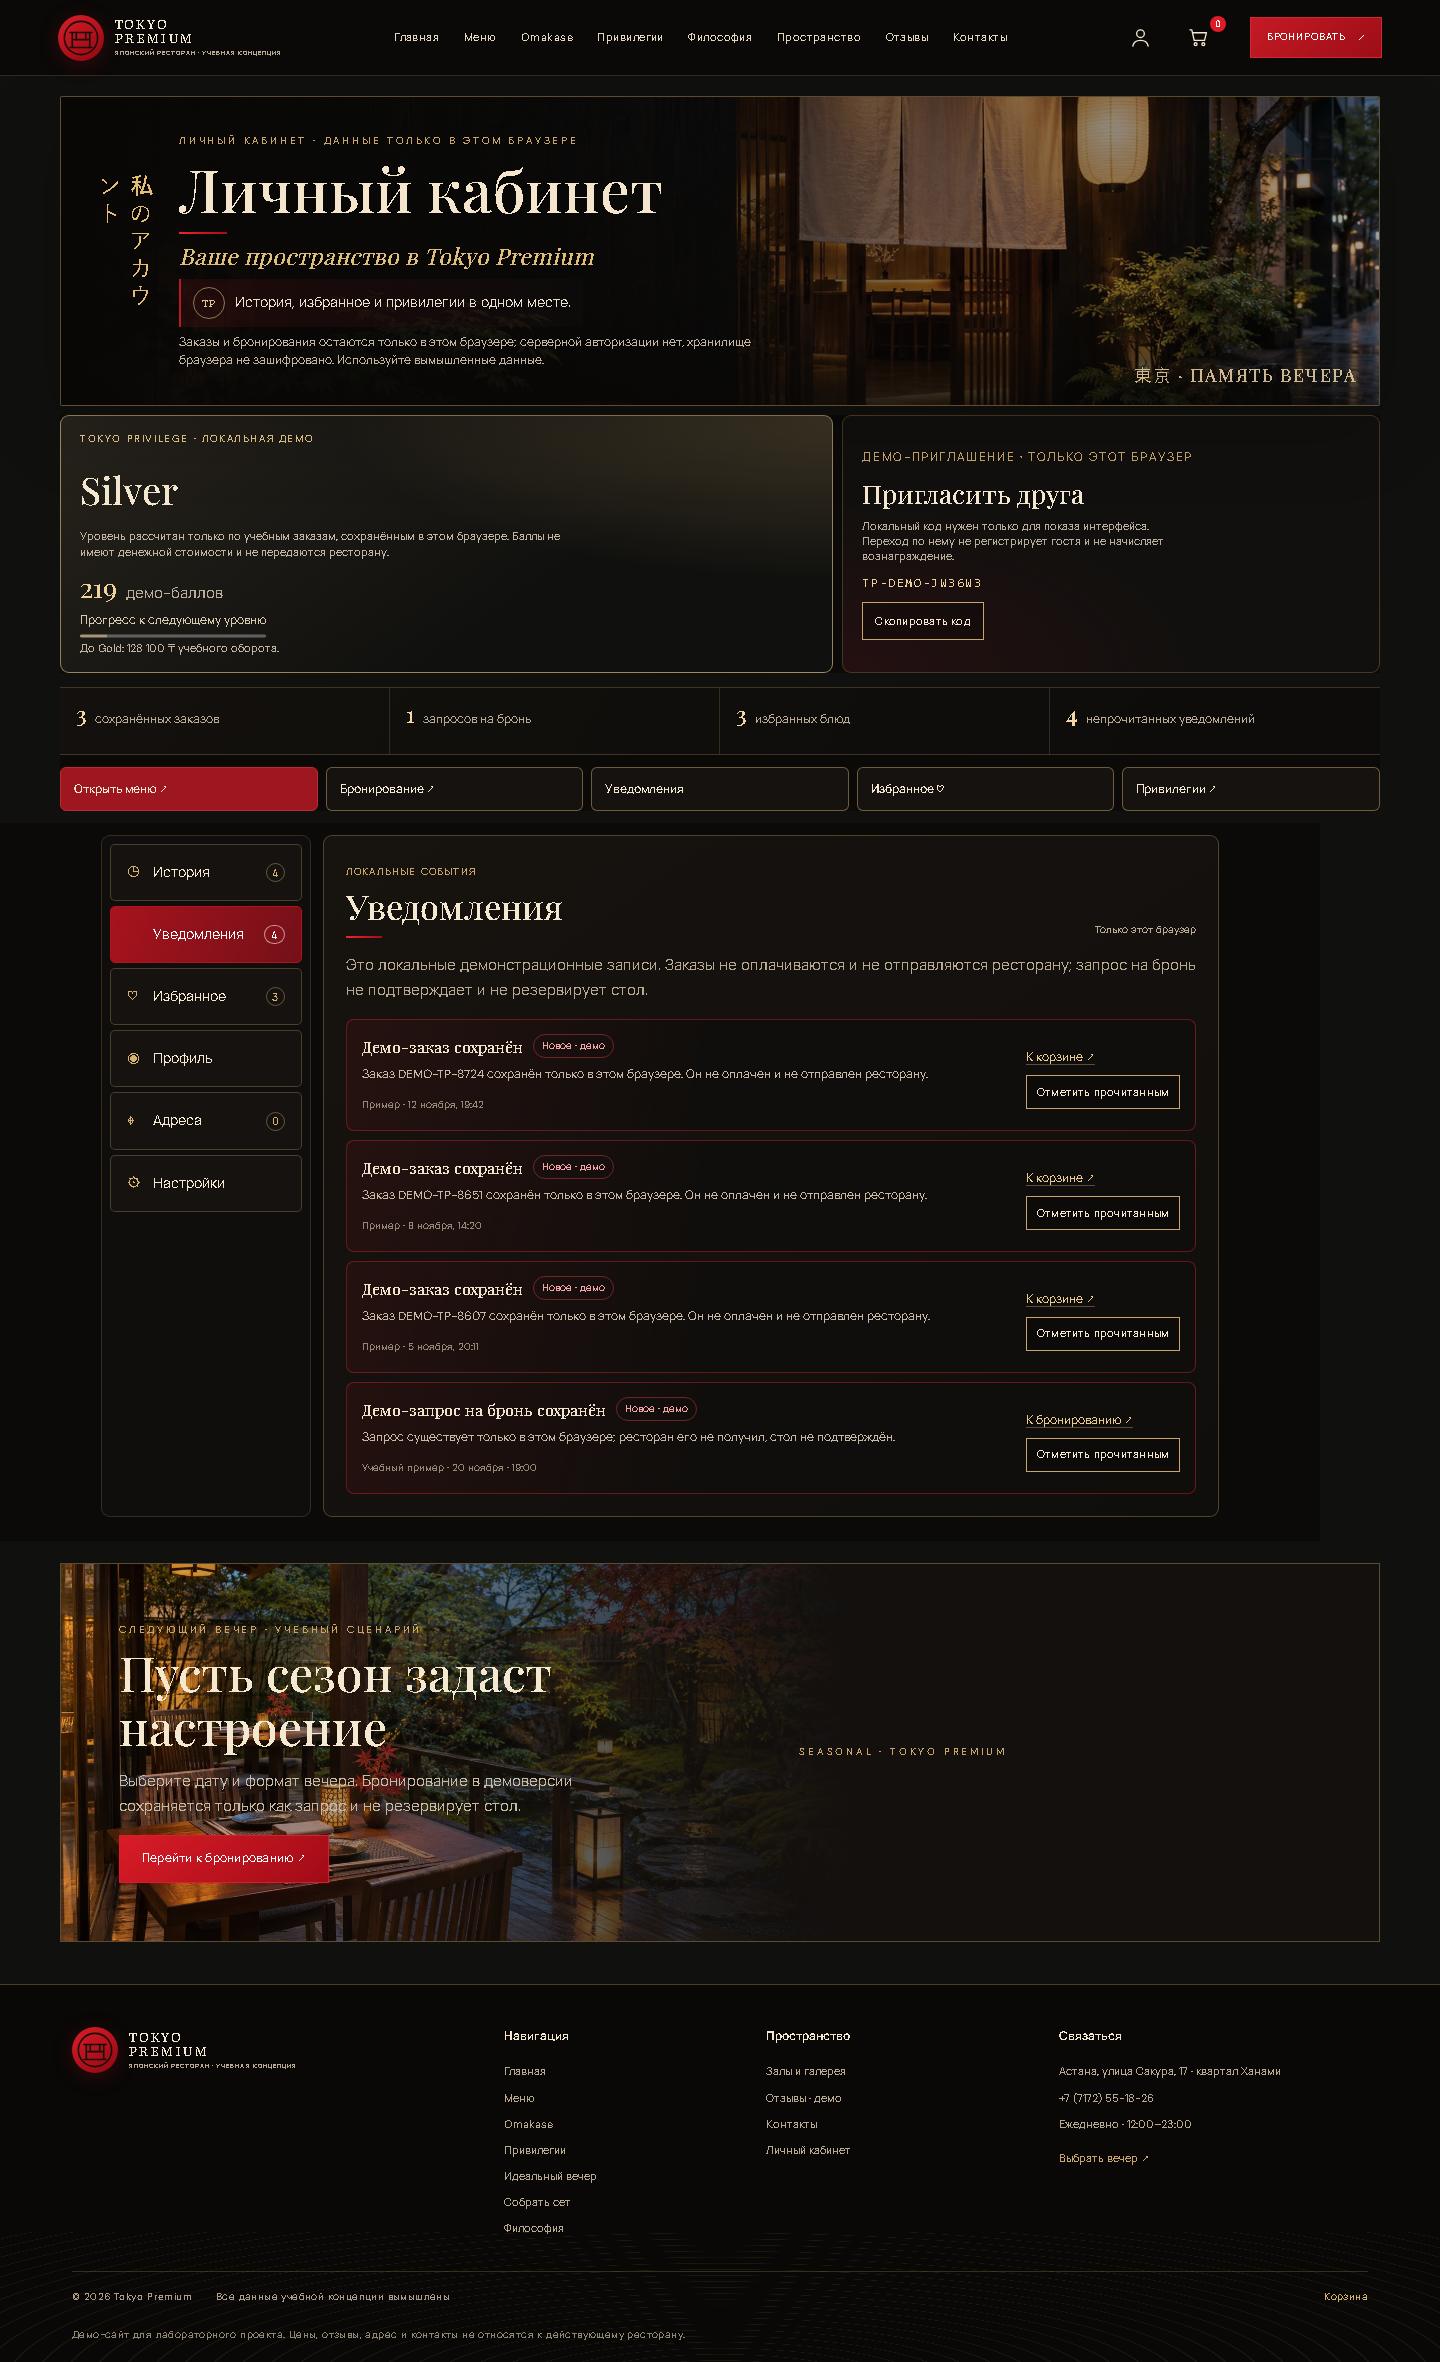 TOKYO
PREMIUM
ЯПОНСКИЙ РЕСТОРАН · УЧЕБНАЯ КОНЦЕПЦИЯ
Главная
Меню
Omakase
Привилегии
Философия
Пространство
Отзывы
Контакты
0
БРОНИРОВАТЬ ↗
私のアカウ
ント
ЛИЧНЫЙ КАБИНЕТ · ДАННЫЕ ТОЛЬКО В ЭТОМ БРАУЗЕРЕ
Личный кабинет
Ваше пространство в Tokyo Premium
TP
История, избранное и привилегии в одном месте.
Заказы и бронирования остаются только в этом браузере; серверной авторизации нет, хранилище
браузера не зашифровано. Используйте вымышленные данные.
東京 · ПАМЯТЬ ВЕЧЕРА
TOKYO PRIVILEGE · ЛОКАЛЬНАЯ ДЕМО
Silver
Уровень рассчитан только по учебным заказам, сохранённым в этом браузере. Баллы не
имеют денежной стоимости и не передаются ресторану.
219 демо-баллов
Прогресс к следующему уровню
До Gold: 128 100 ₸ учебного оборота.
ДЕМО-ПРИГЛАШЕНИЕ · ТОЛЬКО ЭТОТ БРАУЗЕР
Пригласить друга
Локальный код нужен только для показа интерфейса.
Переход по нему не регистрирует гостя и не начисляет
вознаграждение.
TP-DEMO-JW36W3
Скопировать код
3 сохранённых заказов
1 запросов на бронь
3 избранных блюд
4 непрочитанных уведомлений
Открыть меню ↗
Бронирование ↗
Уведомления
Избранное ♡
Привилегии ↗
История 4
Уведомления 4
♡ Избранное 3
Профиль
Адреса 0
Настройки
ЛОКАЛЬНЫЕ СОБЫТИЯ
Уведомления
Только этот браузер
Это локальные демонстрационные записи. Заказы не оплачиваются и не отправляются ресторану; запрос на бронь
не подтверждает и не резервирует стол.
Демо-заказ сохранён Новое · демо
Заказ DEMO-TP-8724 сохранён только в этом браузере. Он не оплачен и не отправлен ресторану.
Пример · 12 ноября, 19:42
К корзине ↗
Отметить прочитанным
Демо-заказ сохранён Новое · демо
Заказ DEMO-TP-8651 сохранён только в этом браузере. Он не оплачен и не отправлен ресторану.
Пример · 8 ноября, 14:20
К корзине ↗
Отметить прочитанным
Демо-заказ сохранён Новое · демо
Заказ DEMO-TP-8607 сохранён только в этом браузере. Он не оплачен и не отправлен ресторану.
Пример · 5 ноября, 20:11
К корзине ↗
Отметить прочитанным
Демо-запрос на бронь сохранён Новое · демо
Запрос существует только в этом браузере; ресторан его не получил, стол не подтверждён.
Учебный пример · 20 ноября · 19:00
К бронированию ↗
Отметить прочитанным
СЛЕДУЮЩИЙ ВЕЧЕР · УЧЕБНЫЙ СЦЕНАРИЙ
Пусть сезон задаст
настроение
Выберите дату и формат вечера. Бронирование в демоверсии
сохраняется только как запрос и не резервирует стол.
Перейти к бронированию ↗
SEASONAL · TOKYO PREMIUM
TOKYO
PREMIUM
ЯПОНСКИЙ РЕСТОРАН · УЧЕБНАЯ КОНЦЕПЦИЯ
Навигация
Главная
Меню
Omakase
Привилегии
Идеальный вечер
Собрать сет
Философия
Пространство
Залы и галерея
Отзывы · демо
Контакты
Личный кабинет
Связаться
Астана, улица Сакура, 17 · квартал Ханами
+7 (7172) 55-18-26
Ежедневно · 12:00–23:00
Выбрать вечер ↗
© 2026 Tokyo Premium
Все данные учебной концепции вымышлены
Корзина
Демо-сайт для лабораторного проекта. Цены, отзывы, адрес и контакты не относятся к действующему ресторану.